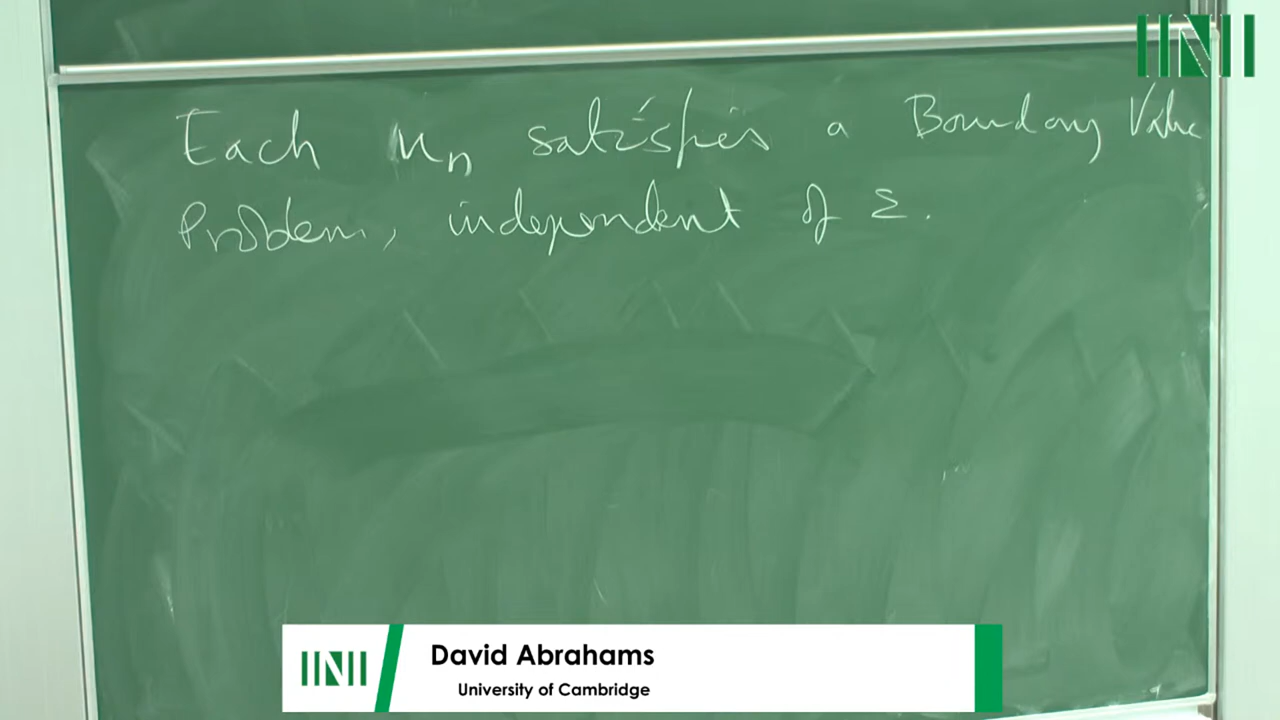 Each uₙ satisfies a Boundary Value
Problem, independent of ε.
David Abrahams
University of Cambridge